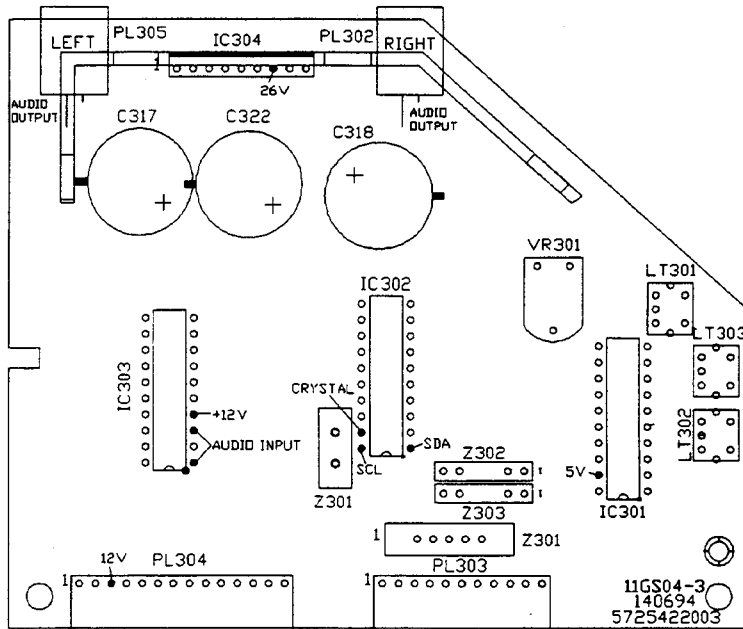 LEFT
PL305
IC304
PL302
RIGHT
1
26V
AUDIO
OUTPUT
AUDIO
OUTPUT
C317
C322
C318
+
+
+
VR301
LT301
IC302
LT303
IC303
CRYSTAL
+12V
AUDIO INPUT
SDA
SCL
LT302
Z302
1
5V
Z301
Z303
1
IC301
1
Z301
12V
PL304
1
PL303
1
11GS04-3
140694
5725422003